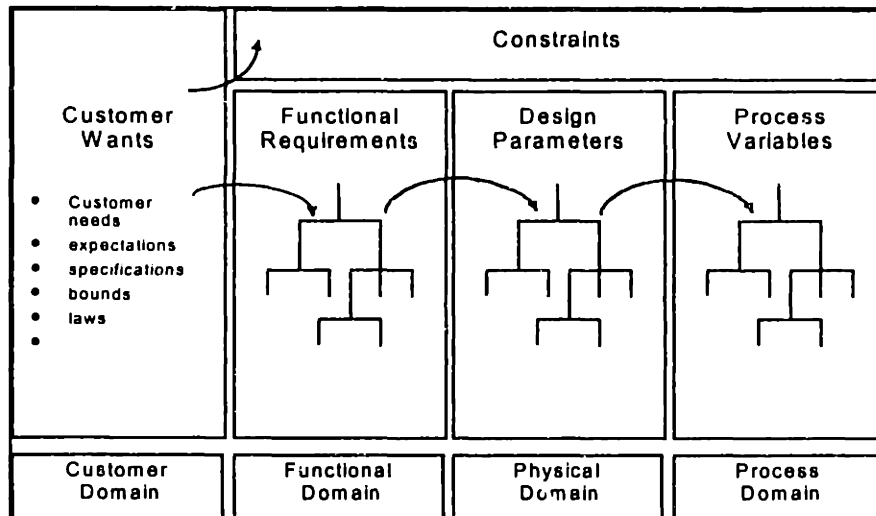 Constraints
Customer
Wants
• Customer
needs
• expectations
• specifications
• bounds
• laws
•
Functional
Requirements
Design
Parameters
Process
Variables
Customer
Domain
Functional
Domain
Physical
Domain
Process
Domain